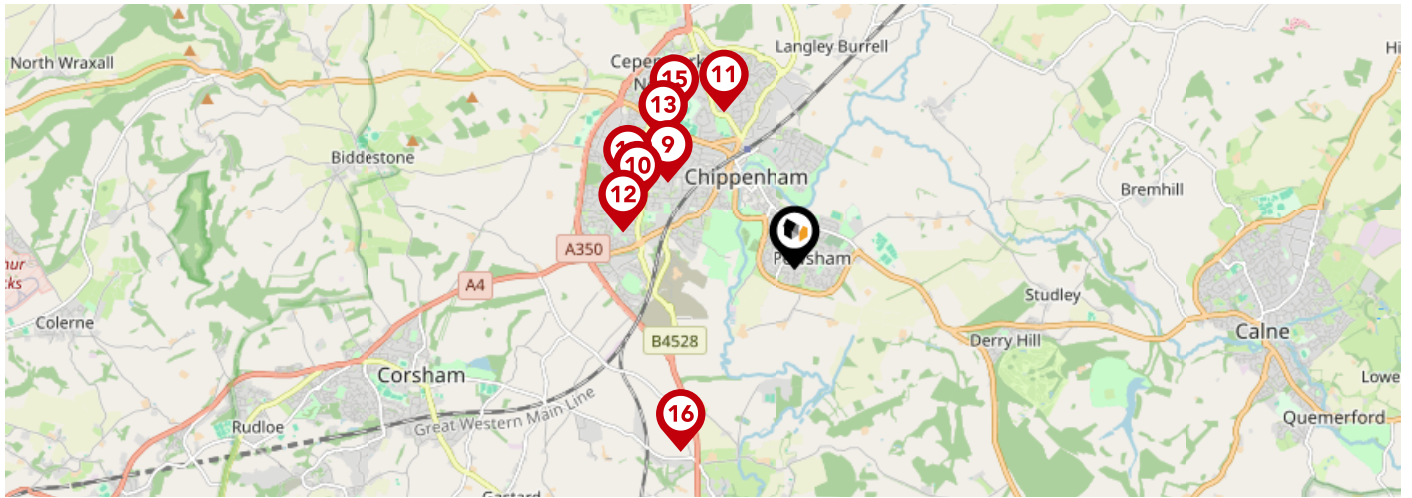 Langley Burrell
North Wraxall
15
11
13
9
10
12
Biddestone
Chippenham
Bremhill
A350
A4
Studley
Colerne
Calne
Derry Hill
B4528
Corsham
16
Great Western Main Line
Rudloe
Quemerford